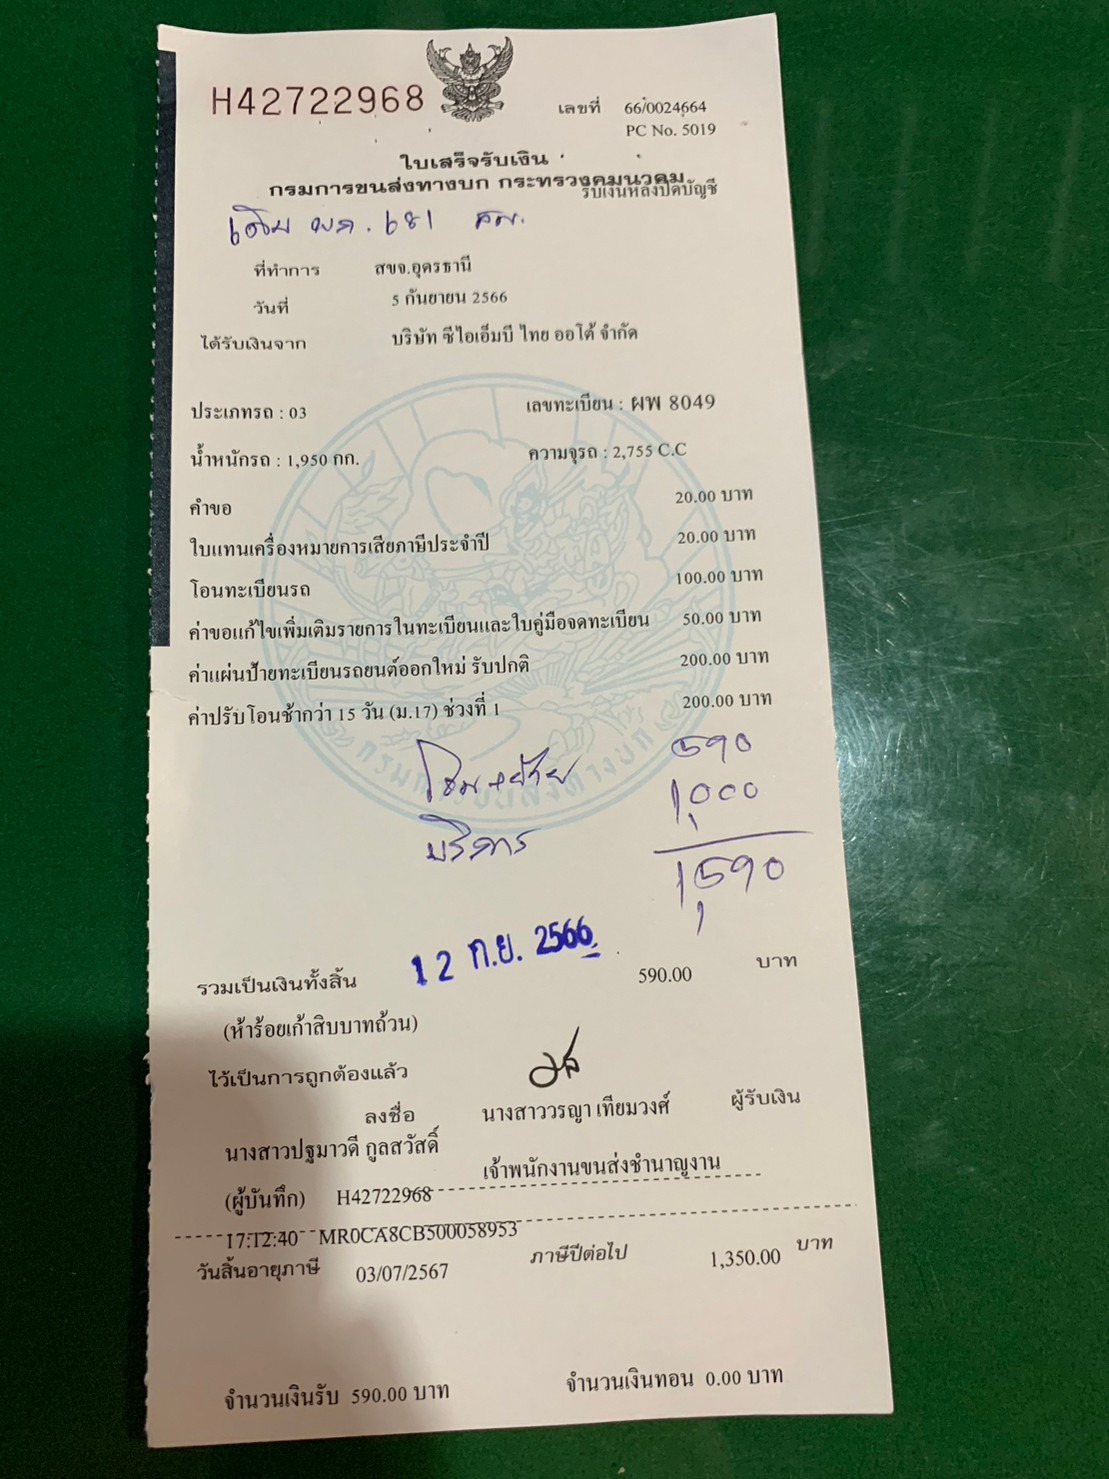 H42722968
เลขที่ 66/0024664
PC No. 5019
ใบเสร็จรับเงิน
กรมการขนส่งทางบก กระทรวงคมนาคม
รับเงินหลังปิดบัญชี
เดิม 681
ที่ทำการ สขจ.อุดรธานี
วันที่ 5 กันยายน 2566
ได้รับเงินจาก บริษัท ซีไอเอ็มบี ไทย ออโต้ จำกัด
ประเภทรถ : 03 เลขทะเบียน : ผพ 8049
น้ำหนักรถ : 1,950 กก. ความจุรถ : 2,755 C.C
คำขอ 20.00 บาท
ใบแทนเครื่องหมายการเสียภาษีประจำปี 20.00 บาท
โอนทะเบียนรถ 100.00 บาท
ค่าขอแก้ไขเพิ่มเติมรายการในทะเบียนและใบคู่มือจดทะเบียน 50.00 บาท
ค่าแผ่นป้ายทะเบียนรถยนต์ออกใหม่ รับปกติ 200.00 บาท
ค่าปรับโอนช้ากว่า 15 วัน (ม.17) ช่วงที่ 1 200.00 บาท
กรมการขนส่งทางบก
590
1,000
บริการ
1,590
12 ก.ย. 2566
รวมเป็นเงินทั้งสิ้น 590.00 บาท
(ห้าร้อยเก้าสิบบาทถ้วน)
ไว้เป็นการถูกต้องแล้ว
ลงชื่อ นางสาววรญา เทียมวงศ์ ผู้รับเงิน
นางสาวปฐมาวดี กูลสวัสดิ์
เจ้าพนักงานขนส่งชำนาญงาน
(ผู้บันทึก) H42722968
17:12:40 MR0CA8CB500058953
วันสิ้นอายุภาษี 03/07/2567 ภาษีปีต่อไป 1,350.00 บาท
จำนวนเงินรับ 590.00 บาท จำนวนเงินทอน 0.00 บาท